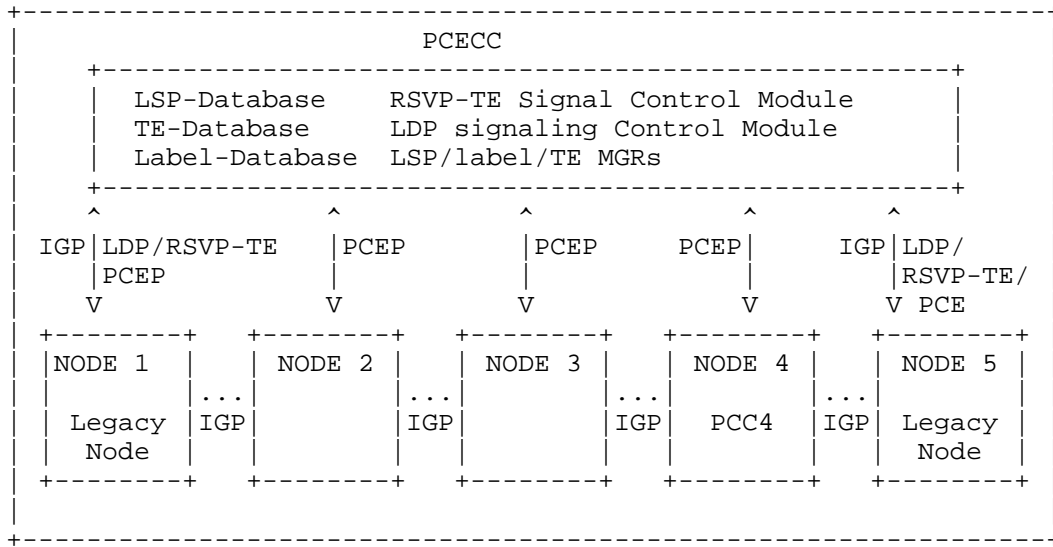 PCECC
LSP-Database RSVP-TE Signal Control Module
TE-Database LDP signaling Control Module
Label-Database LSP/label/TE MGRs
^ ^ ^ ^ ^
IGP|LDP/RSVP-TE |PCEP |PCEP PCEP| IGP|LDP/
|PCEP | | | |RSVP-TE/
V V V V V PCE
NODE 1 NODE 2 NODE 3 NODE 4 NODE 5
... ... ... ...
Legacy IGP IGP IGP PCC4 IGP Legacy
Node Node